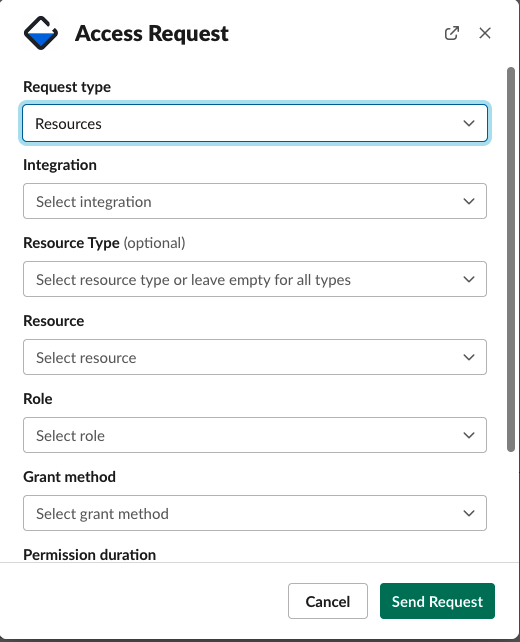 Access Request
Request type
Resources
Integration
Select integration
Resource Type (optional)
Select resource type or leave empty for all types
Resource
Select resource
Role
Select role
Grant method
Select grant method
Permission duration
Cancel
Send Request